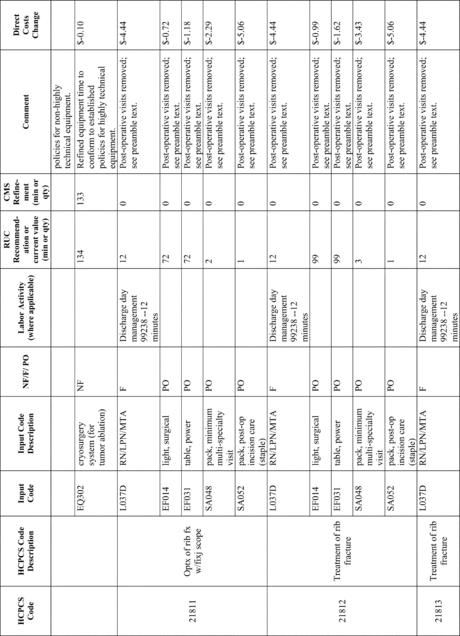 HCPCS
Code
HCPCS Code
Description
Input
Code
Input Code
Description
NF/F/ PO
Labor Activity
(where applicable)
RUC
Recommend-
ation or
current value
(min or qty)
CMS
Refine-
ment
(min or
qty)
Comment
Direct
Costs
Change
policies for non-highly
technical equipment.
EQ302
cryosurgery
system (for
tumor ablation)
NF
134
133
Refined equipment time to
conform to established
policies for highly technical
equipment.
$-0.10
21811
Optx of rib fx
w/fixj scope
L037D
RN/LPN/MTA
F
Discharge day
management
99238 --12
minutes
12
0
Post-operative visits removed;
see preamble text.
$-4.44
EF014
light, surgical
PO
72
0
Post-operative visits removed;
see preamble text.
$-0.72
EF031
table, power
PO
72
0
Post-operative visits removed;
see preamble text.
$-1.18
SA048
pack, minimum
multi-specialty
visit
PO
2
0
Post-operative visits removed;
see preamble text.
$-2.29
SA052
pack, post-op
incision care
(staple)
PO
1
0
Post-operative visits removed;
see preamble text.
$-5.06
21812
Treatment of rib
fracture
L037D
RN/LPN/MTA
F
Discharge day
management
99238 --12
minutes
12
0
Post-operative visits removed;
see preamble text.
$-4.44
EF014
light, surgical
PO
99
0
Post-operative visits removed;
see preamble text.
$-0.99
EF031
table, power
PO
99
0
Post-operative visits removed;
see preamble text.
$-1.62
SA048
pack, minimum
multi-specialty
visit
PO
3
0
Post-operative visits removed;
see preamble text.
$-3.43
SA052
pack, post-op
incision care
(staple)
PO
1
0
Post-operative visits removed;
see preamble text.
$-5.06
21813
Treatment of rib
fracture
L037D
RN/LPN/MTA
F
Discharge day
management
99238 --12
minutes
12
0
Post-operative visits removed;
see preamble text.
$-4.44